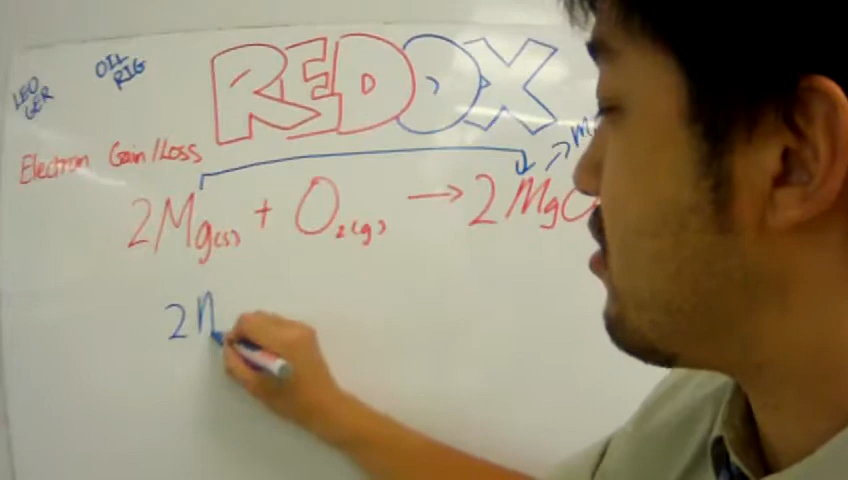 LEO
GER
OIL
RIG
REDOX
Electron Gain/Loss
2Mg(s) + O₂(g) → 2MgO
2